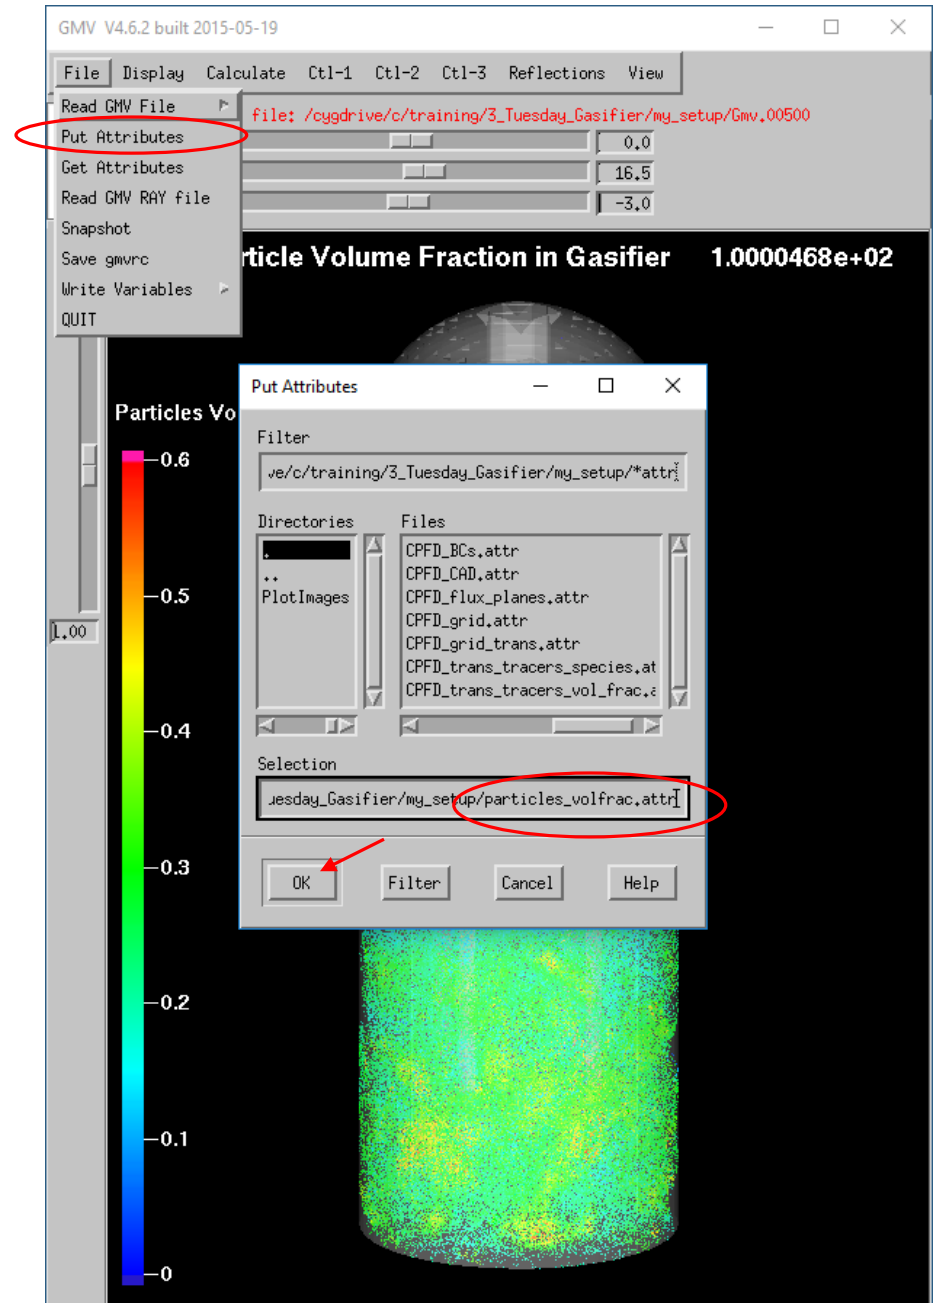 GMV V4.6.2 built 2015-05-19
File Display Calculate Ctl-1 Ctl-2 Ctl-3 Reflections View
Read GMV File
file: /cygdrive/c/training/3_Tuesday_Gasifier/my_setup/Gmv.00500
Put Attributes
0.0
Get Attributes
16.5
Read GMV RAY file
-3.0
Snapshot
Save gmvrc
rticle Volume Fraction in Gasifier 1.0000468e+02
Write Variables
QUIT
Put Attributes
Particles Vo
Filter
ve/c/training/3_Tuesday_Gasifier/my_setup/*attr
0.6
Directories Files
.
..
PlotImages
CPFD_BCs.attr
CPFD_CAD.attr
CPFD_flux_planes.attr
CPFD_grid.attr
CPFD_grid_trans.attr
CPFD_trans_tracers_species.at
CPFD_trans_tracers_vol_frac.a
0.5
1.00
0.4
Selection
uesday_Gasifier/my_setup/particles_volfrac.attr
0.3
OK Filter Cancel Help
0.2
0.1
0